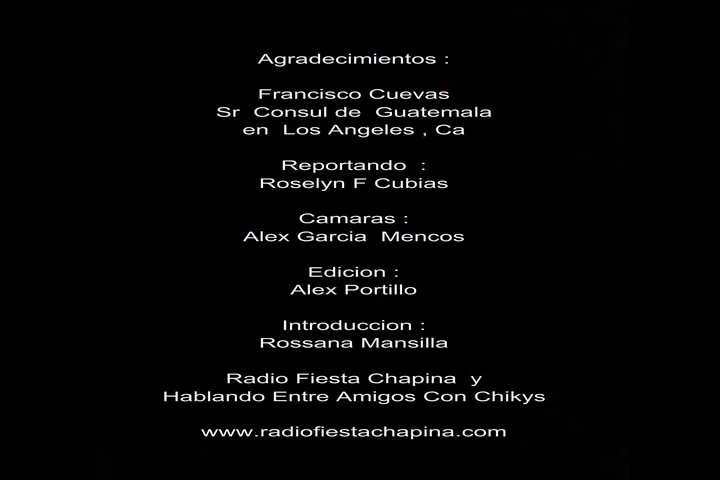 Agradecimientos :
Francisco Cuevas
Sr Consul de Guatemala
en Los Angeles , Ca
Reportando :
Roselyn F Cubias
Camaras :
Alex Garcia Mencos
Edicion :
Alex Portillo
Introduccion :
Rossana Mansilla
Radio Fiesta Chapina y
Hablando Entre Amigos Con Chikys
www.radiofiestachapina.com